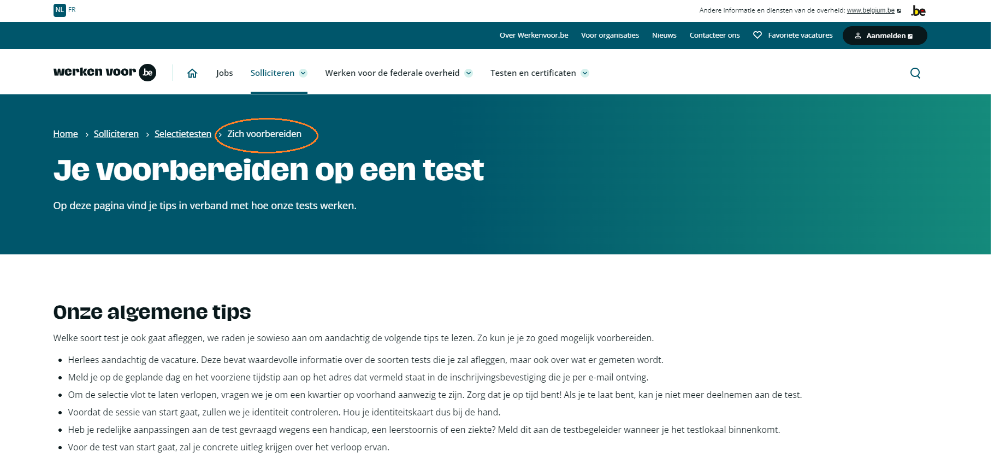 NL FR
Andere informatie en diensten van de overheid: www.belgium.be
.be
Over Werkenvoor.be Voor organisaties Nieuws Contacteer ons Favoriete vacatures Aanmelden
werken voor .be Jobs Solliciteren Werken voor de federale overheid Testen en certificaten
Home > Solliciteren > Selectietesten > Zich voorbereiden
Je voorbereiden op een test
Op deze pagina vind je tips in verband met hoe onze tests werken.
Onze algemene tips
Welke soort test je ook gaat afleggen, we raden je sowieso aan om aandachtig de volgende tips te lezen. Zo kun je je zo goed mogelijk voorbereiden.
• Herlees aandachtig de vacature. Deze bevat waardevolle informatie over de soorten tests die je zal afleggen, maar ook over wat er gemeten wordt.
• Meld je op de geplande dag en het voorziene tijdstip aan op het adres dat vermeld staat in de inschrijvingsbevestiging die je per e-mail ontving.
• Om de selectie vlot te laten verlopen, vragen we je om een kwartier op voorhand aanwezig te zijn. Zorg dat je op tijd bent! Als je te laat bent, kan je niet meer deelnemen aan de test.
• Voordat de sessie van start gaat, zullen we je identiteit controleren. Hou je identiteitskaart dus bij de hand.
• Heb je redelijke aanpassingen aan de test gevraagd wegens een handicap, een leerstoornis of een ziekte? Meld dit aan de testbegeleider wanneer je het testlokaal binnenkomt.
• Voor de test van start gaat, zal je concrete uitleg krijgen over het verloop ervan.